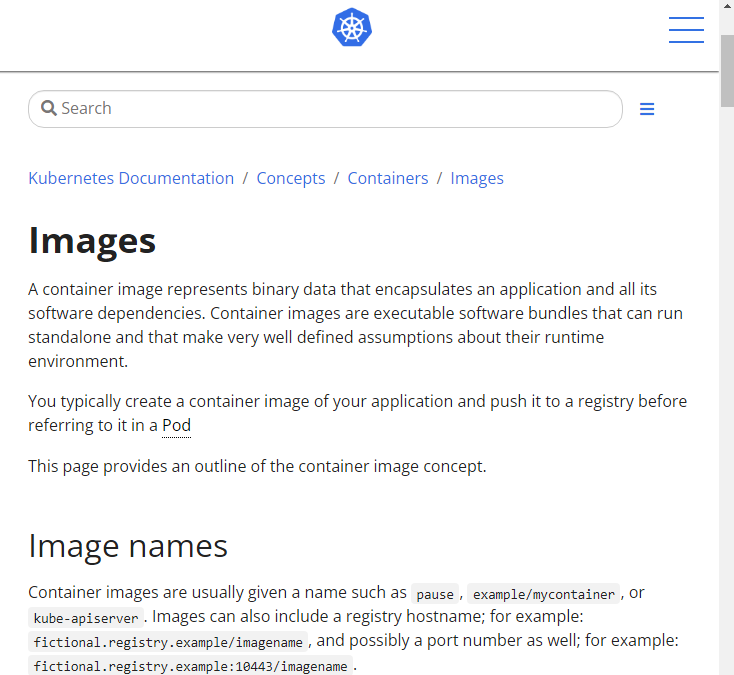 Search
Kubernetes Documentation / Concepts / Containers / Images
Images
A container image represents binary data that encapsulates an application and all its
software dependencies. Container images are executable software bundles that can run
standalone and that make very well defined assumptions about their runtime
environment.
You typically create a container image of your application and push it to a registry before
referring to it in a Pod
This page provides an outline of the container image concept.
Image names
Container images are usually given a name such as pause, example/mycontainer, or
kube-apiserver. Images can also include a registry hostname; for example:
fictional.registry.example/imagename, and possibly a port number as well; for example:
fictional.registry.example:10443/imagename.